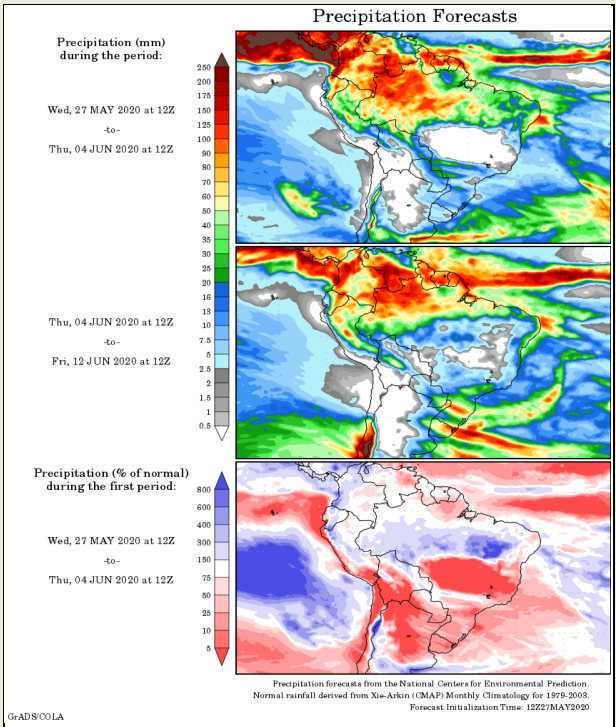 Precipitation Forecasts
Precipitation (mm)
during the period:
Wed, 27 MAY 2020 at 12Z
-to-
Thu, 04 JUN 2020 at 12Z
250
200
175
150
125
100
90
80
70
60
50
40
35
30
25
20
16
13
10
7.5
5
2.5
2
1.5
1
0.5
Thu, 04 JUN 2020 at 12Z
-to-
Fri, 12 JUN 2020 at 12Z
Precipitation (% of normal)
during the first period:
Wed, 27 MAY 2020 at 12Z
-to-
Thu, 04 JUN 2020 at 12Z
800
600
400
300
150
75
50
25
10
5
Precipitation forecasts from the National Centers for Environmental Prediction.
Normal rainfall derived from Xie-Arkin (CMAP) Monthly Climatology for 1979-2003.
Forecast Initialization Time: 12Z27MAY2020
GrADS/COLA